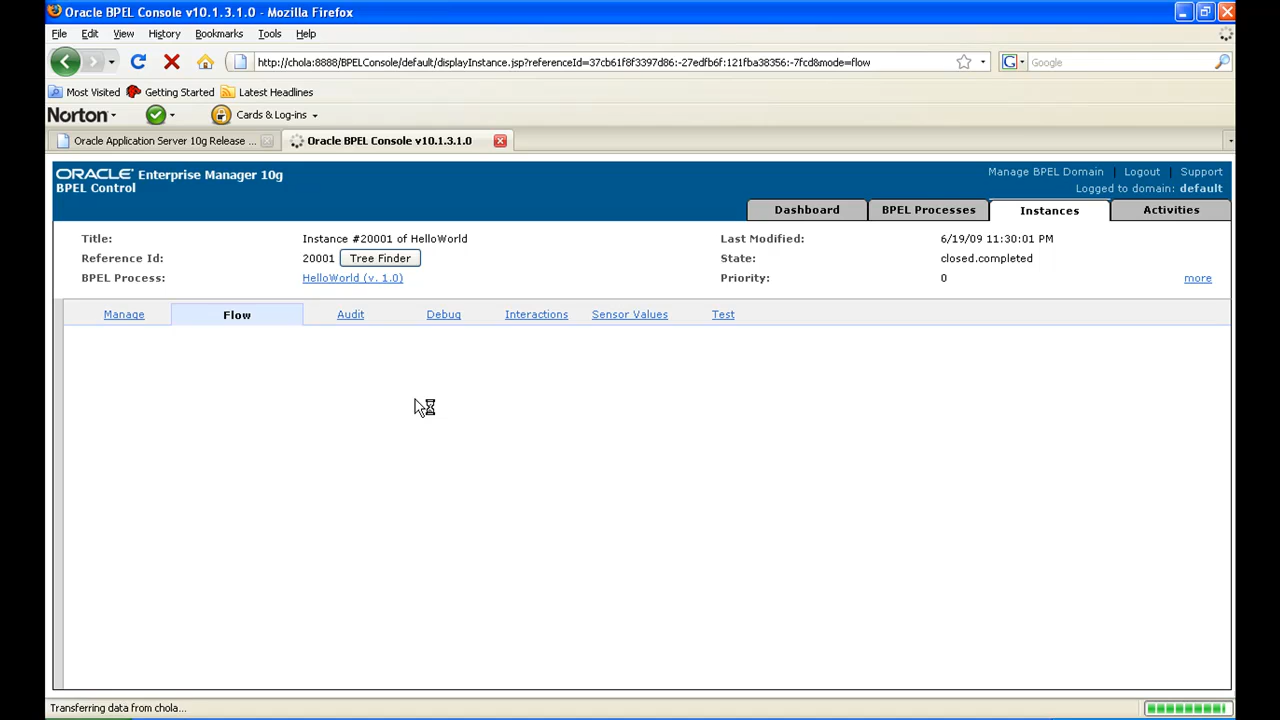 Oracle BPEL Console v10.1.3.1.0 - Mozilla Firefox
File Edit View History Bookmarks Tools Help
http://chola:8888/BPELConsole/default/displayInstance.jsp?referenceId=37cb61f8f3397d86:-27edfb6f:121fba38356:-7fcd&mode=flow
G Google
Most Visited Getting Started Latest Headlines
Norton Cards & Log-ins
Oracle Application Server 10g Release ... Oracle BPEL Console v10.1.3.1.0
ORACLE Enterprise Manager 10g
BPEL Control
Manage BPEL Domain | Logout | Support
Logged to domain: default
Dashboard BPEL Processes Instances Activities
Title: Instance #20001 of HelloWorld Last Modified: 6/19/09 11:30:01 PM
Reference Id: 20001 Tree Finder State: closed.completed
BPEL Process: HelloWorld (v. 1.0) Priority: 0 more
Manage Flow Audit Debug Interactions Sensor Values Test
Transferring data from chola...